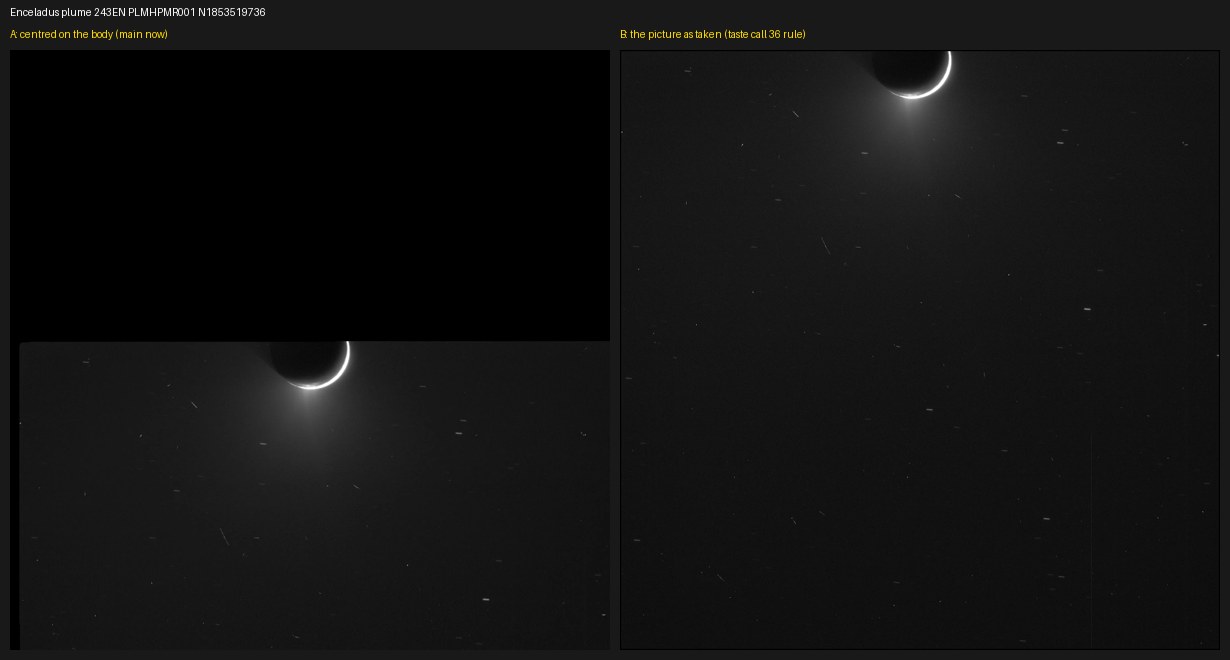 Enceladus plume 243EN PLMHPMR001 N1853519736
A: centred on the body (main now)
B: the picture as taken (taste call 36 rule)